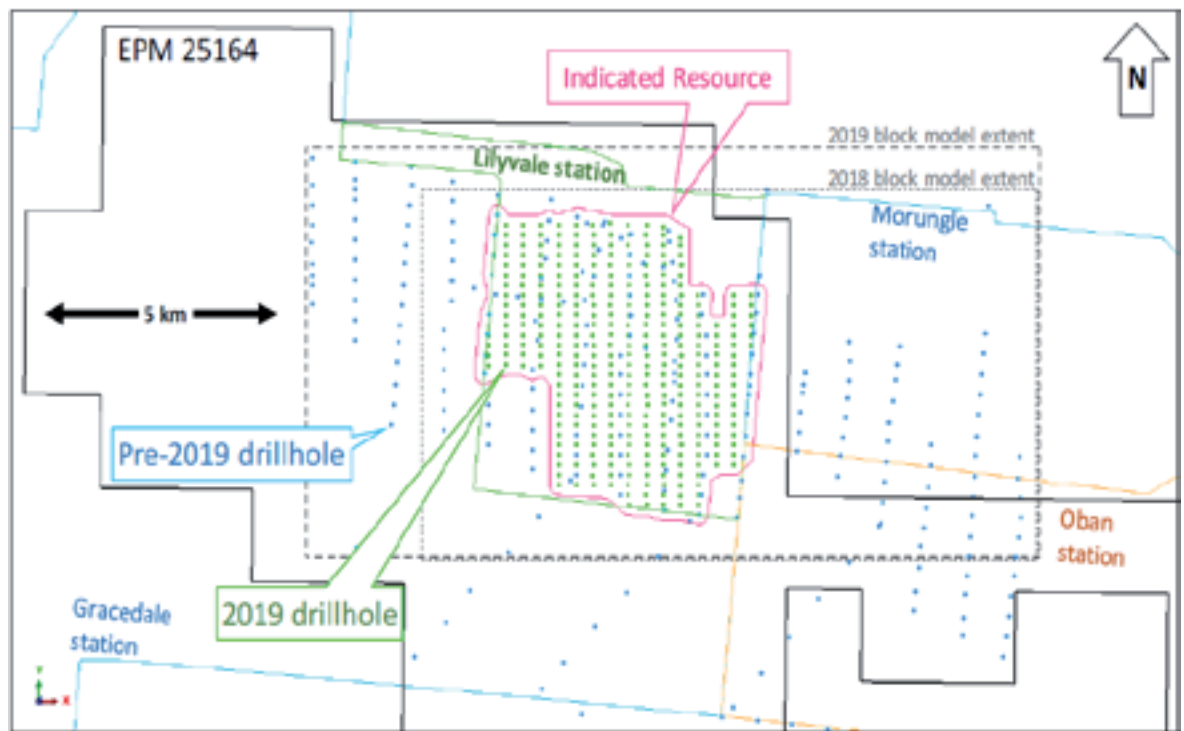 EPM 25164
Indicated Resource
N
2019 block model extent
Lilyvale station
2018 block model extent
Morungle
station
5 km
Pre-2019 drillhole
Oban
station
2019 drillhole
Gracedale
station
Y
X